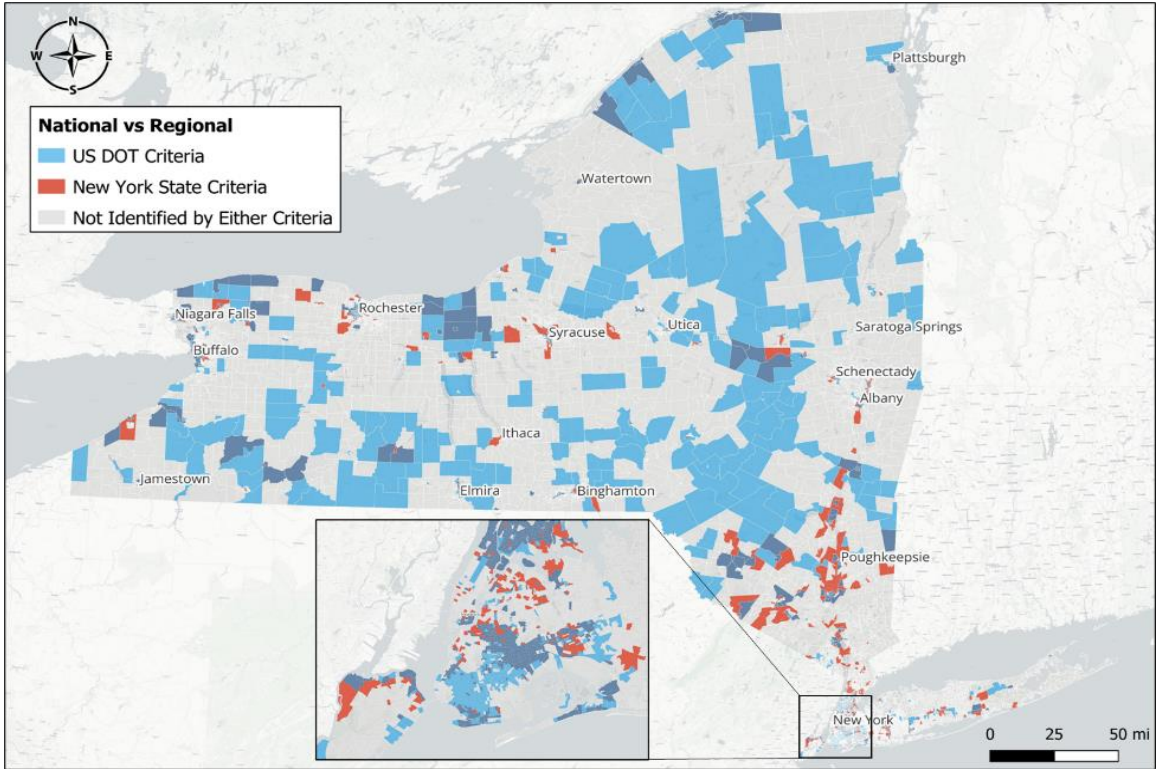 N
W E
S
Plattsburgh
National vs Regional
US DOT Criteria
New York State Criteria
Not Identified by Either Criteria
Watertown
Rochester
Niagara Falls
Syracuse
Utica
Saratoga Springs
Buffalo
Schenectady
Albany
Ithaca
Jamestown
Elmira
Binghamton
Poughkeepsie
New York
0 25 50 mi